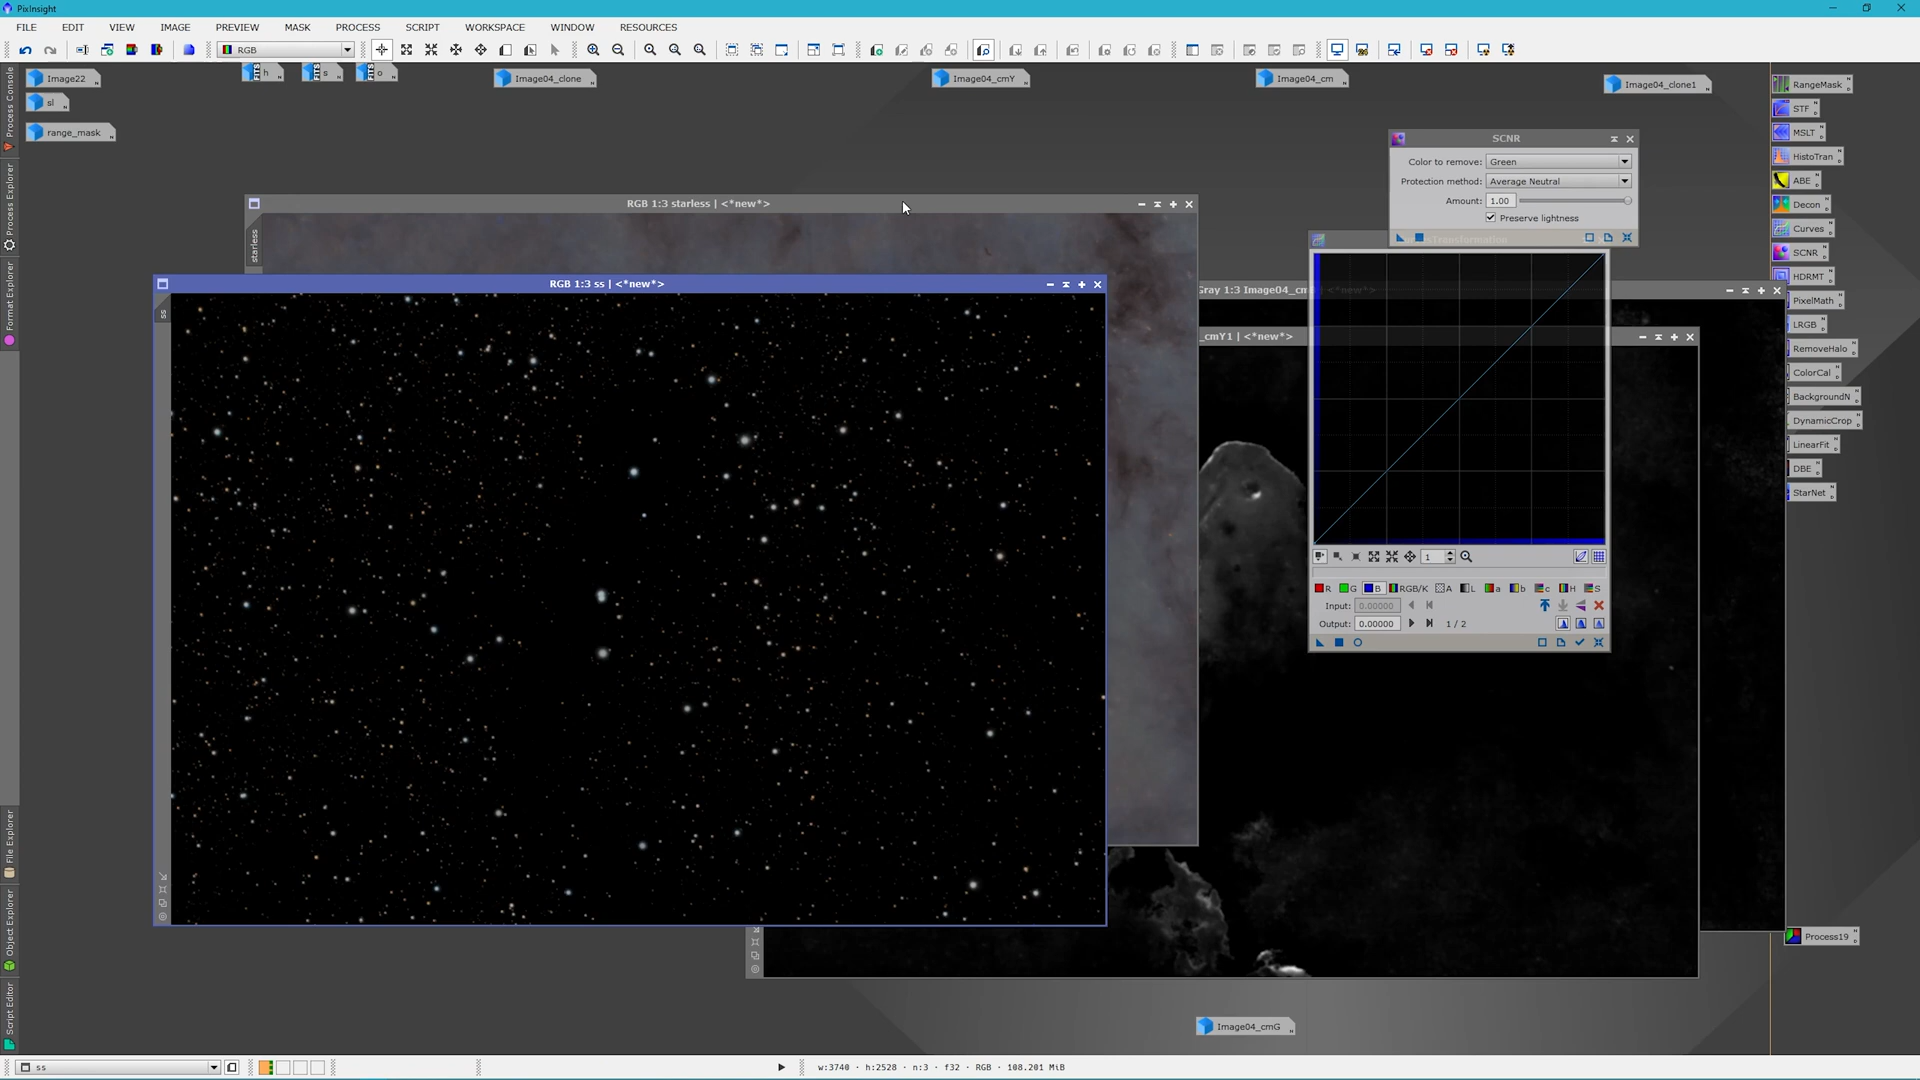 PixInsight
FILE EDIT VIEW IMAGE PREVIEW MASK PROCESS SCRIPT WORKSPACE WINDOW RESOURCES
RGB
Process Console
Process Explorer
Format Explorer
File Explorer
Object Explorer
Script Editor
Image22
sl
range_mask
h
s
o
Image04_clone
Image04_cmY
Image04_cm
Image04_clone1
RangeMask
STF
MSLT
HistoTran
ABE
Decon
Curves
SCNR
HDRMT
PixelMath
LRGB
RemoveHalo
ColorCal
BackgroundN
DynamicCrop
LinearFit
DBE
StarNet
Process19
SCNR
Color to remove: Green
Protection method: Average Neutral
Amount: 1.00
Preserve lightness
RGB 1:3 starless | <*new*>
starless
RGB 1:3 ss | <*new*>
ss
Gray 1:3 Image04_cm <*new*>
_cmY1 | <*new*>
1
R G B RGB/K A L a b c H S
Input: 0.00000
Output: 0.00000 1 / 2
Image04_cmG
ss
w:3740 · h:2528 · n:3 · f32 · RGB · 108.201 MiB